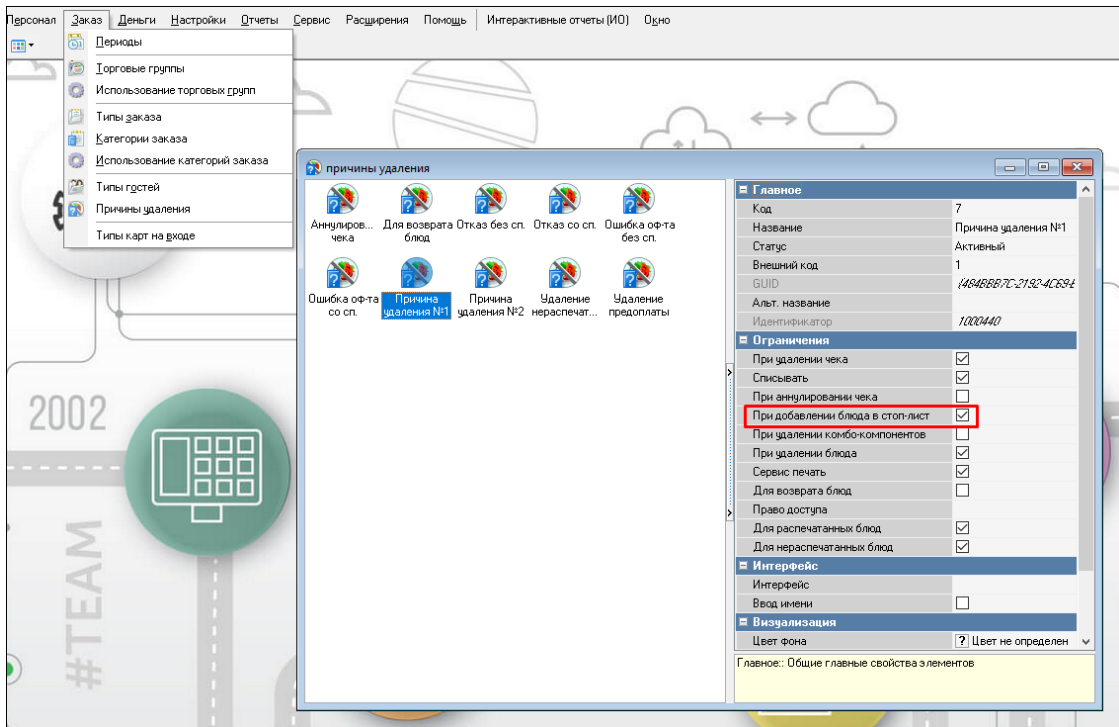 Персонал Заказ Деньги Настройки Отчеты Сервис Расширения Помощь Интерактивные отчеты (ИО) Окно
Периоды
Торговые группы
Использование торговых групп
Типы заказа
Категории заказа
Использование категорий заказа
Типы гостей
Причины удаления
Типы карт на входе
2002
#TEAM
причины удаления
Аннулиров... Для возврата Отказ без сп. Отказ со сп. Ошибка оф-та
чека блюд без сп.
Ошибка оф-та Причина Причина Удаление Удаление
со сп. удаления №1 удаления №2 нераспечат... предоплаты
Главное
Код 7
Название Причина удаления №1
Статус Активный
Внешний код 1
GUID
Альт. название
Идентификатор 1000440
Ограничения
При удалении чека
Списывать
При аннулировании чека
При добавлении блюда в стоп-лист
При удалении комбо-компонентов
При удалении блюда
Сервис печать
Для возврата блюд
Право доступа
Для распечатанных блюд
Для нераспечатанных блюд
Интерфейс
Интерфейс
Ввод имени
Визуализация
Цвет фона ? Цвет не определен
Главное:: Общие главные свойства элементов